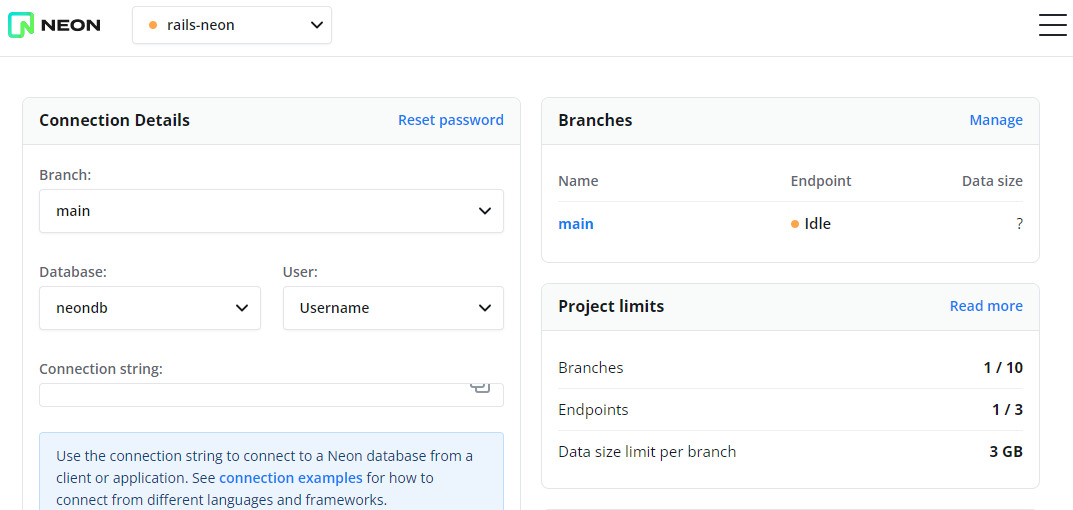 NEON
rails-neon
Connection Details
Reset password
Branch:
main
Database:
User:
neondb
Username
Connection string:
Use the connection string to connect to a Neon database from a
client or application. See connection examples for how to
connect from different languages and frameworks.
Branches
Manage
Name
Endpoint
Data size
main
Idle
?
Project limits
Read more
Branches
1 / 10
Endpoints
1 / 3
Data size limit per branch
3 GB